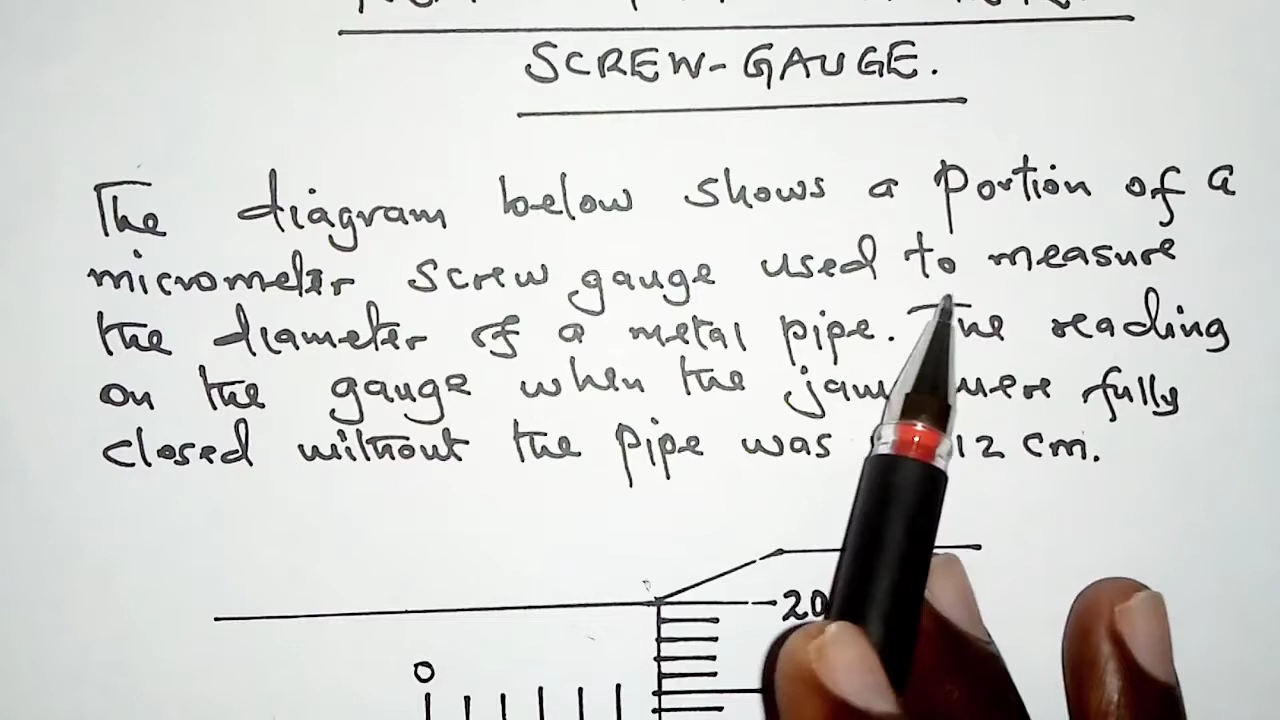 SCREW-GAUGE.
The diagram below shows a portion of a
micrometer screw gauge used to measure
the diameter of a metal pipe. The reading
on the gauge when the were fully
closed without the pipe was 12 cm.
20
0